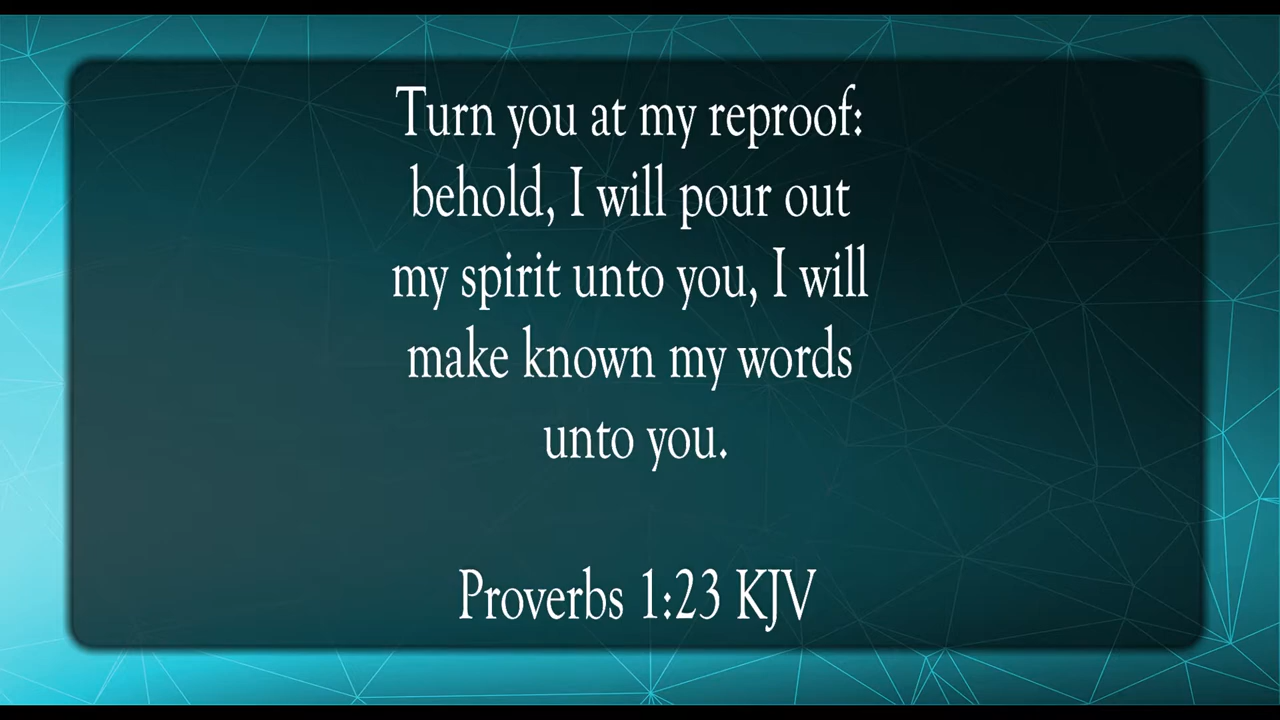 Turn you at my reproof:
behold, I will pour out
my spirit unto you, I will
make known my words
unto you.
Proverbs 1:23 KJV